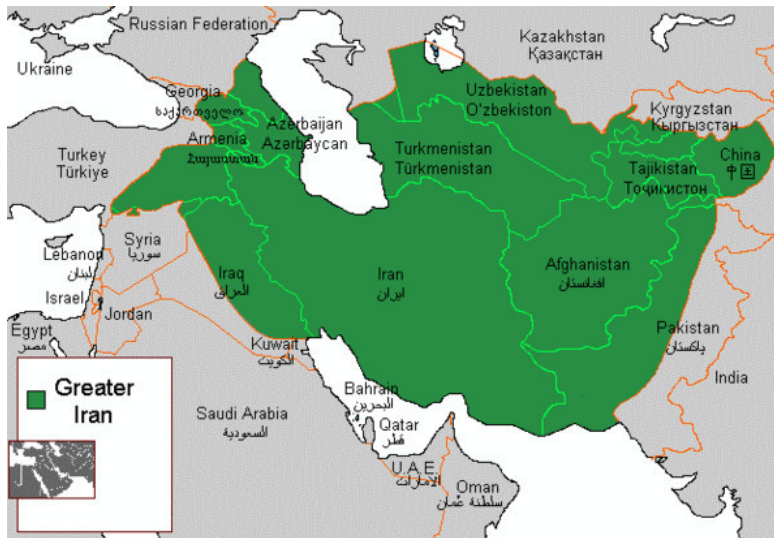 Russian Federation
Kazakhstan
Қазақстан
Ukraine
Uzbekistan
O'zbekiston
Georgia
საქართველო
Kyrgyzstan
Кыргызстан
Azerbaijan
Azərbaycan
Armenia
Հայաստան
Turkmenistan
Türkmenistan
Turkey
Türkiye
Tajikistan
Тоҷикистон
China
中国
Syria
سوريا
Lebanon
لبنان
Iraq
العراق
Iran
ایران
Afghanistan
افغانستان
Israel
Jordan
Egypt
مصر
Kuwait
الكويت
Pakistan
پاکستان
India
Greater
Iran
Bahrain
البحرين
Saudi Arabia
السعودية
Qatar
قطر
U.A.E.
الامارات
Oman
سلطنة عُمان